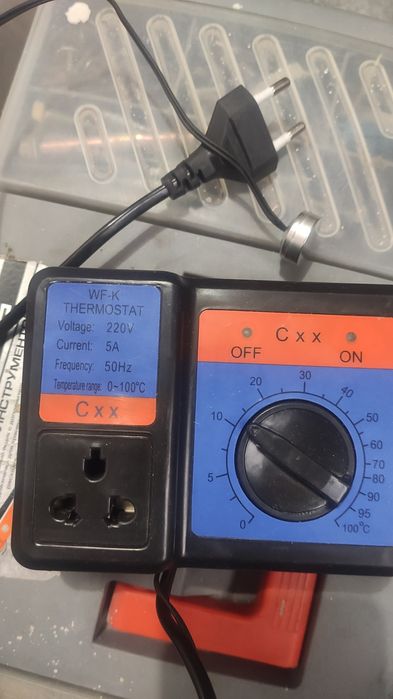 WF-K
THERMOSTAT
Voltage: 220V
Current: 5A
Frequency: 50Hz
Temperature range: 0~100°C
Cxx
Cxx
OFF
ON
0
5
10
20
30
40
50
60
70
80
90
95
100°C
ИНСТРУМЕНТ